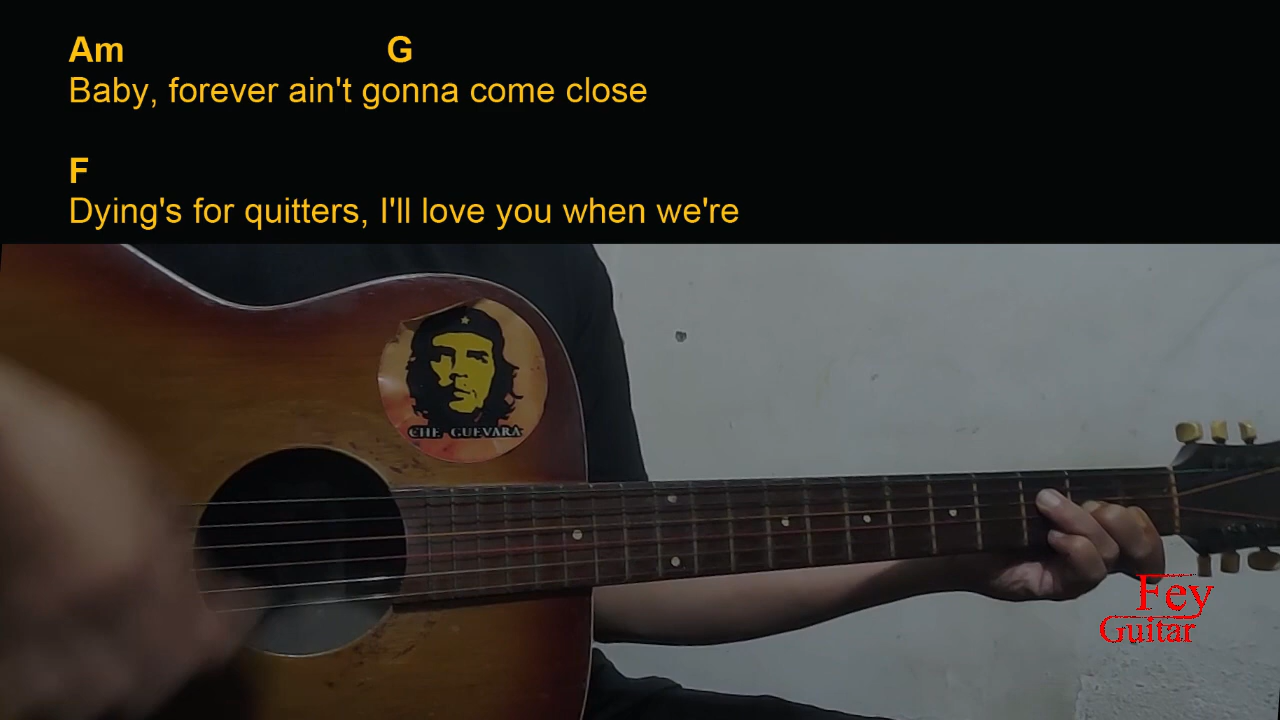 Am G
Baby, forever ain't gonna come close
F
Dying's for quitters, I'll love you when we're
CHE GUEVARA
Fey
Guitar